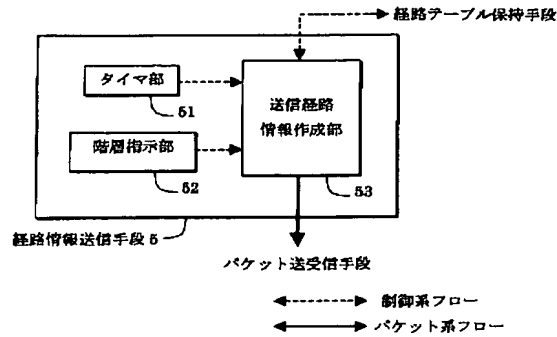 経路テーブル保持手段
タイマ部
51
階層指示部
52
送信経路
情報作成部
53
経路情報送信手段5
パケット送受信手段
制御系フロー
パケット系フロー